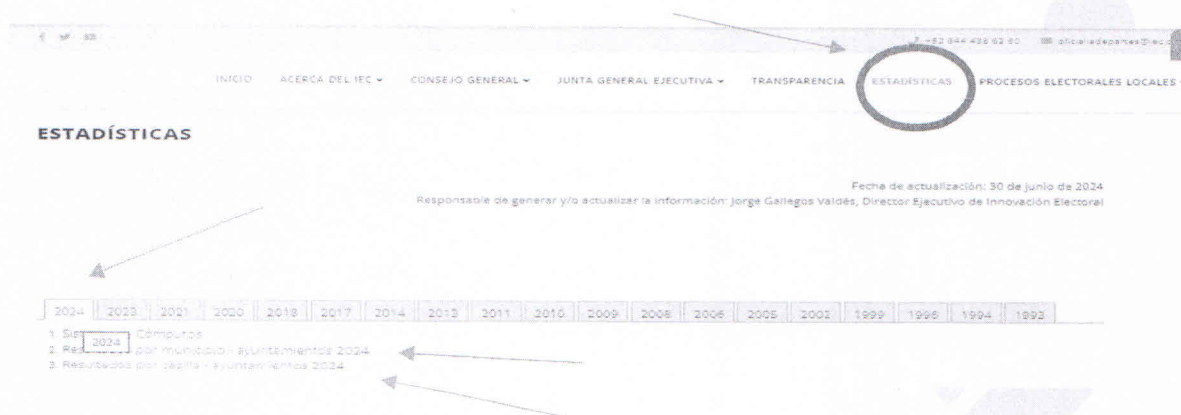 +52 844 438 62 60
INICIO ACERCA DEL IEC CONSEJO GENERAL JUNTA GENERAL EJECUTIVA TRANSPARENCIA ESTADÍSTICAS PROCESOS ELECTORALES LOCALES
ESTADÍSTICAS
Fecha de actualización: 30 de junio de 2024
Responsable de generar y/o actualizar la información: Jorge Gallegos Valdés, Director Ejecutivo de Innovación Electoral
2024 2023 2021 2020 2018 2017 2014 2013 2011 2010 2009 2008 2006 2005 2002 1999 1996 1994 1993
1. Cómputos
2024
2. por municipio - ayuntamientos 2024
3. Resultados por casilla - ayuntamientos 2024